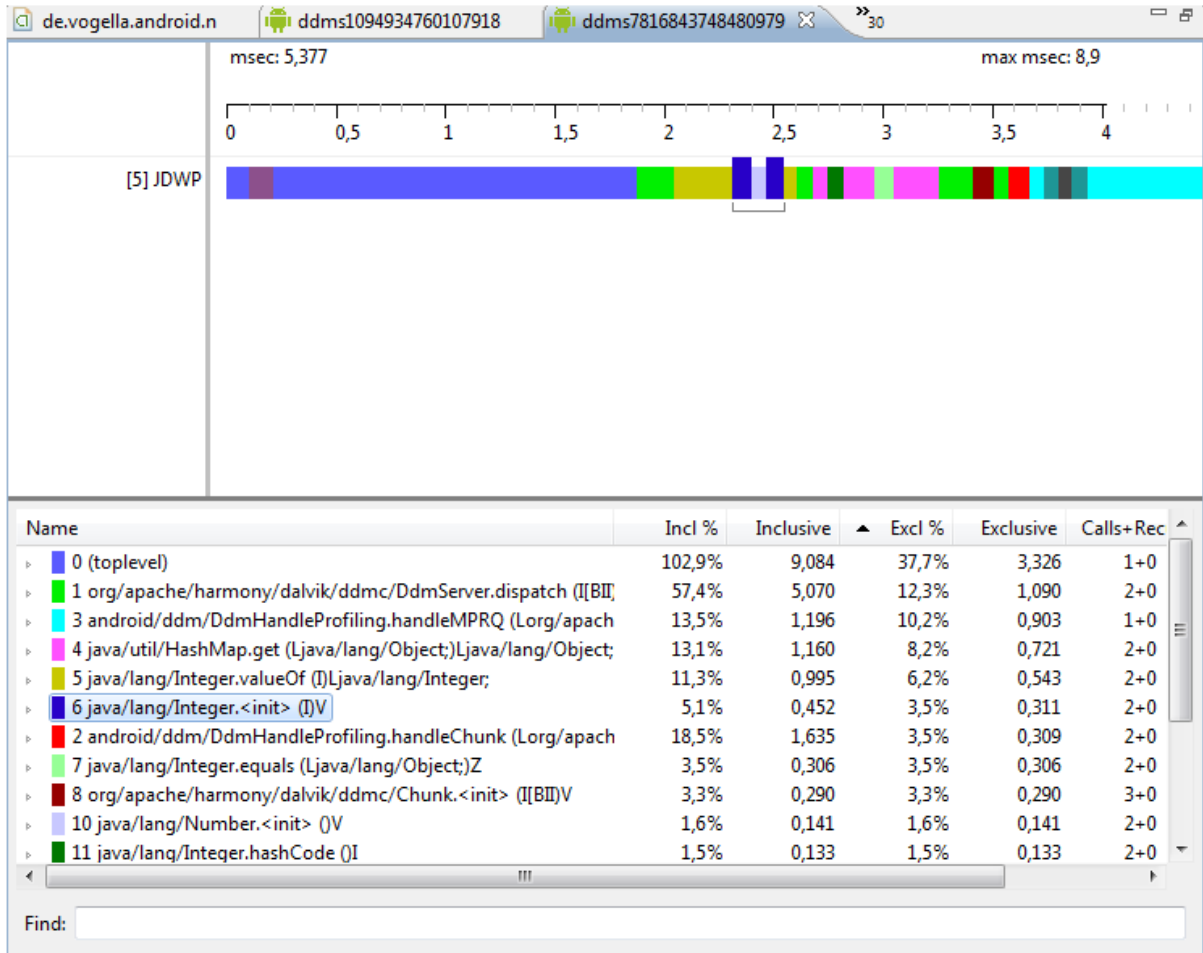 de.vogella.android.n ddms1094934760107918 ddms7816843748480979 »30
msec: 5,377 max msec: 8,9
0 0,5 1 1,5 2 2,5 3 3,5 4
[5] JDWP
Name Incl % Inclusive Excl % Exclusive Calls+Rec
0 (toplevel) 102,9% 9,084 37,7% 3,326 1+0
1 org/apache/harmony/dalvik/ddmc/DdmServer.dispatch (I[BII) 57,4% 5,070 12,3% 1,090 2+0
3 android/ddm/DdmHandleProfiling.handleMPRQ (Lorg/apach 13,5% 1,196 10,2% 0,903 1+0
4 java/util/HashMap.get (Ljava/lang/Object;)Ljava/lang/Object; 13,1% 1,160 8,2% 0,721 2+0
5 java/lang/Integer.valueOf (I)Ljava/lang/Integer; 11,3% 0,995 6,2% 0,543 2+0
6 java/lang/Integer.<init> (I)V 5,1% 0,452 3,5% 0,311 2+0
2 android/ddm/DdmHandleProfiling.handleChunk (Lorg/apach 18,5% 1,635 3,5% 0,309 2+0
7 java/lang/Integer.equals (Ljava/lang/Object;)Z 3,5% 0,306 3,5% 0,306 2+0
8 org/apache/harmony/dalvik/ddmc/Chunk.<init> (I[BII)V 3,3% 0,290 3,3% 0,290 3+0
10 java/lang/Number.<init> ()V 1,6% 0,141 1,6% 0,141 2+0
11 java/lang/Integer.hashCode ()I 1,5% 0,133 1,5% 0,133 2+0
Find: